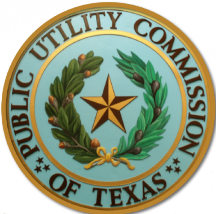 PUBLIC UTILITY COMMISSION
OF TEXAS